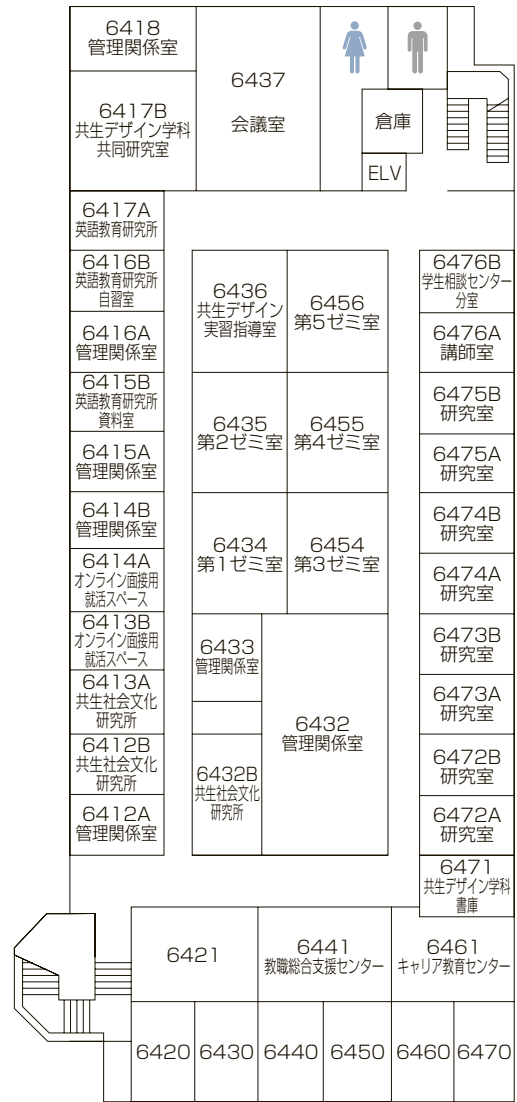 6418
管理関係室
6417B
共生デザイン学科
共同研究室
6437
会議室
倉庫
ELV
6417A
英語教育研究所
6416B
英語教育研究所
自習室
6416A
管理関係室
6415B
英語教育研究所
資料室
6415A
管理関係室
6414B
管理関係室
6414A
オンライン面接用
就活スペース
6413B
オンライン面接用
就活スペース
6413A
共生社会文化
研究所
6412B
共生社会文化
研究所
6412A
管理関係室
6436
共生デザイン
実習指導室
6456
第5ゼミ室
6435
第2ゼミ室
6455
第4ゼミ室
6434
第1ゼミ室
6454
第3ゼミ室
6433
管理関係室
6432
管理関係室
6432B
共生社会文化
研究所
6476B
学生相談センター
分室
6476A
講師室
6475B
研究室
6475A
研究室
6474B
研究室
6474A
研究室
6473B
研究室
6473A
研究室
6472B
研究室
6472A
研究室
6471
共生デザイン学科
書庫
6421
6441
教職総合支援センター
6461
キャリア教育センター
6420
6430
6440
6450
6460
6470